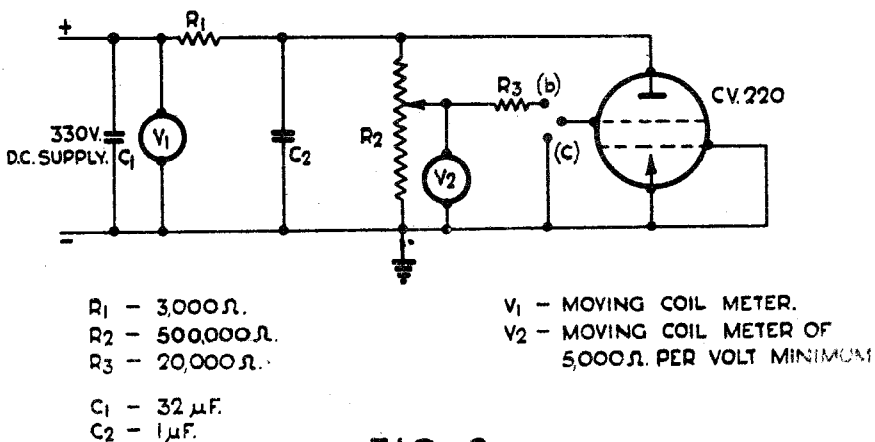 +
R1
R3
(b)
CV.220
330V.
D.C. SUPPLY.
C1
V1
C2
R2
V2
(c)
-
R1 - 3,000Ω.
R2 - 500,000Ω.
R3 - 20,000Ω.
C1 - 32 µF.
C2 - 1µF.
V1 - MOVING COIL METER.
V2 - MOVING COIL METER OF
5,000Ω. PER VOLT MINIMUM